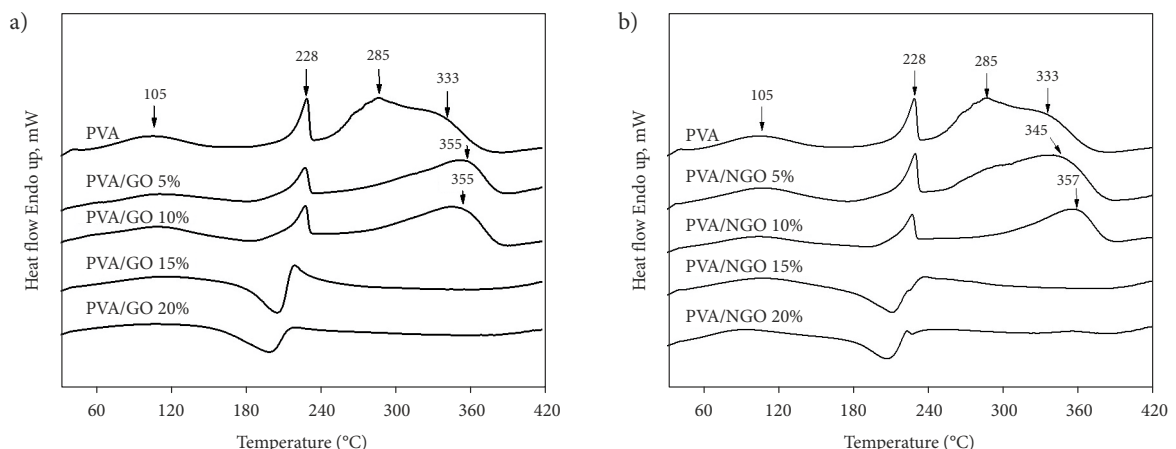 a)
Heat flow Endo up, mW
105
228
285
333
PVA
355
PVA/GO 5%
355
PVA/GO 10%
PVA/GO 15%
PVA/GO 20%
60 120 180 240 300 360 420
Temperature (°C)
b)
Heat flow Endo up, mW
105
228
285
333
PVA
345
PVA/NGO 5%
357
PVA/NGO 10%
PVA/NGO 15%
PVA/NGO 20%
60 120 180 240 300 360 420
Temperature (°C)